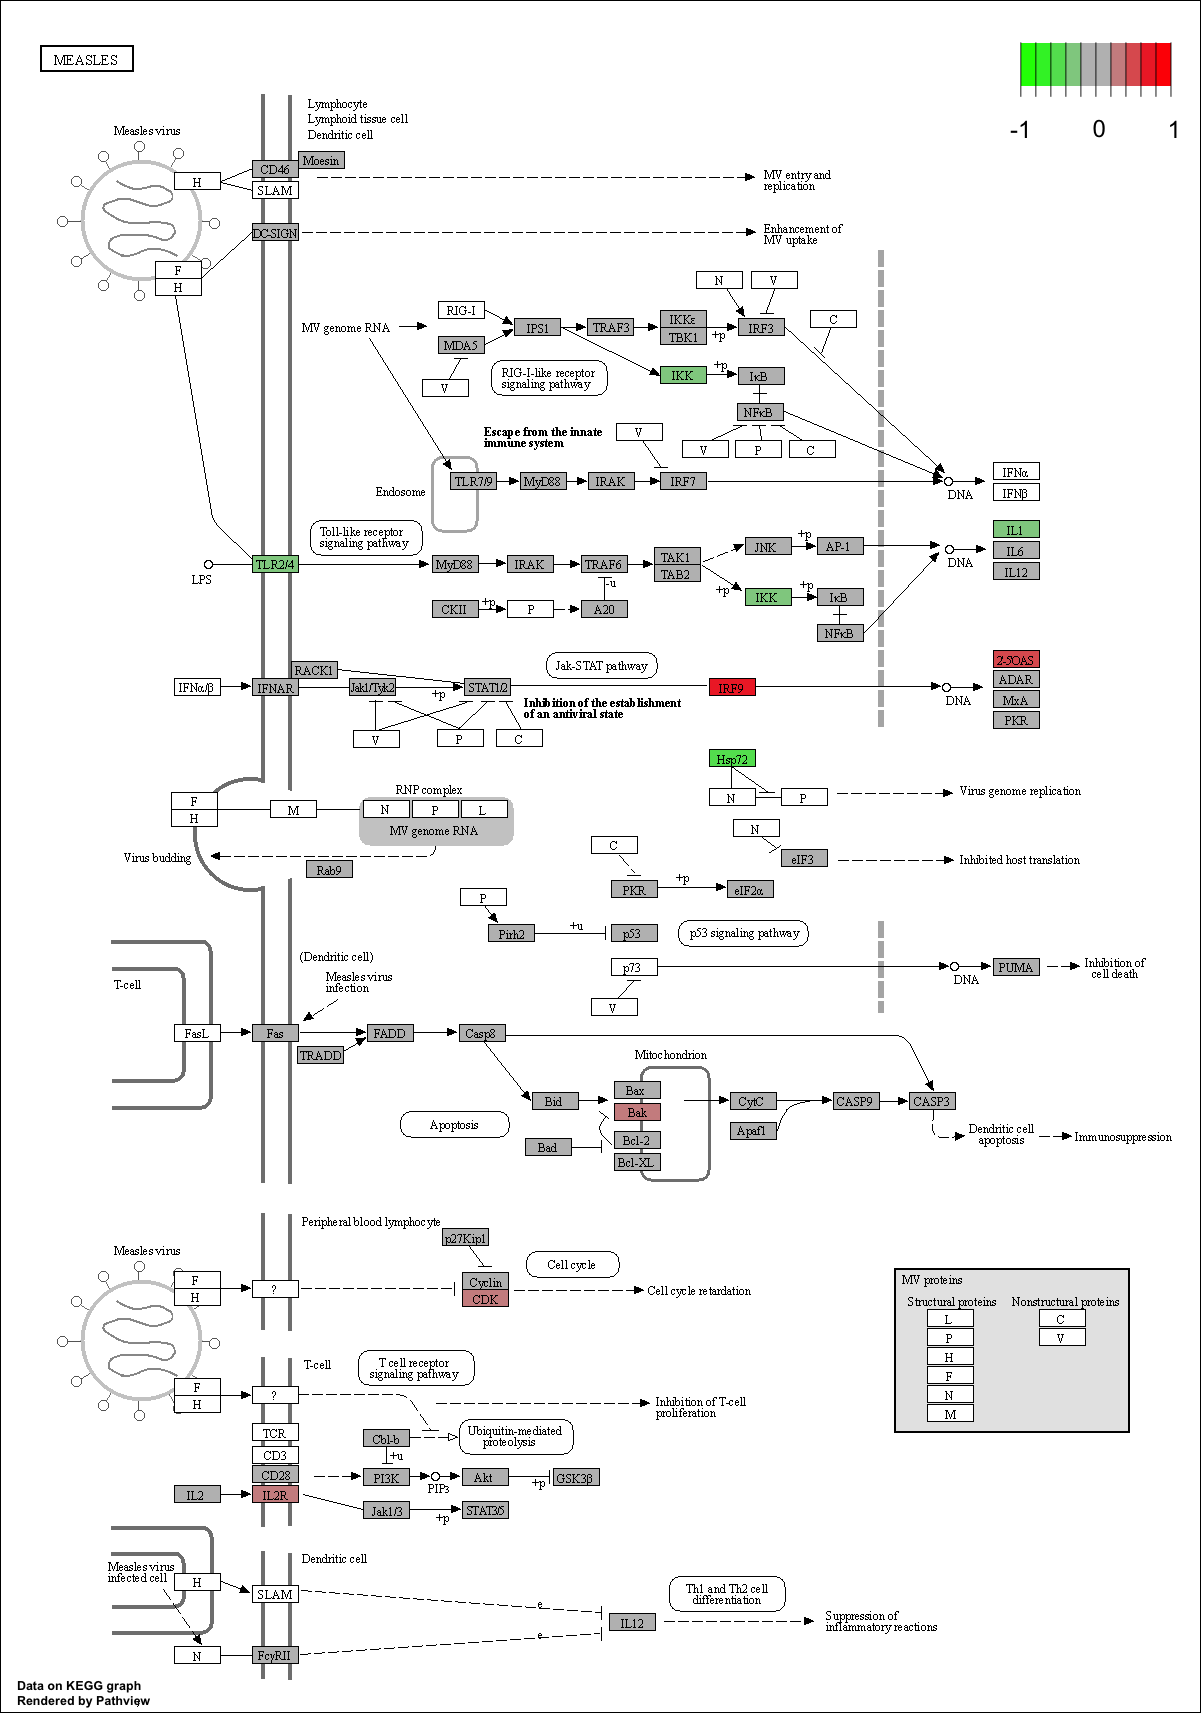 MEASLES
-1 0 1
Lymphocyte
Lymphoid tissue cell
Dendritic cell
Measles virus
H
CD46
Moesin
SLAM
MV entry and
replication
DC-SIGN
Enhancement of
MV uptake
F
H
N
V
RIG-I
MV genome RNA
IPS1
TRAF3
IKKε
TBK1
+p
IRF3
C
MDA5
V
RIG-I-like receptor
signaling pathway
IKK
+p
IκB
NFκB
V
P
C
Escape from the innate
immune system
V
Endosome
TLR7/9
MyD88
IRAK
IRF7
DNA
IFNα
IFNβ
Toll-like receptor
signaling pathway
LPS
TLR2/4
MyD88
IRAK
TRAF6
TAK1
TAB2
JNK
+p
AP-1
DNA
IL1
IL6
IL12
-u
CKII
+p
P
A20
+p
IKK
+p
IκB
NFκB
RACK1
Jak-STAT pathway
IFNα/β
IFNAR
Jak1/Tyk2
+p
STAT1/2
IRF9
DNA
2'-5'OAS
ADAR
MxA
PKR
Inhibition of the establishment
of an antiviral state
V
P
C
Hsp72
N
P
Virus genome replication
RNP complex
F
H
M
N
P
L
MV genome RNA
N
eIF3
Inhibited host translation
Virus budding
Rab9
C
PKR
+p
eIF2α
P
Pirh2
+u
p53
p53 signaling pathway
p73
V
DNA
PUMA
Inhibition of
cell death
T-cell
(Dendritic cell)
Measles virus
infection
FasL
Fas
FADD
Casp8
TRADD
Mitochondrion
Bid
Bax
Bak
Bcl-2
Bcl-XL
Bad
CytC
Apaf1
CASP9
CASP3
Apoptosis
Dendritic cell
apoptosis
Immunosuppression
Peripheral blood lymphocyte
p27Kip1
Measles virus
F
H
?
Cyclin
CDK
Cell cycle
Cell cycle retardation
MV proteins
Structural proteins
Nonstructural proteins
L
P
H
F
N
M
C
V
T-cell
T cell receptor
signaling pathway
F
H
?
Inhibition of T-cell
proliferation
TCR
CD3
CD28
Cbl-b
Ubiquitin-mediated
proteolysis
+u
PI3K
PIP3
Akt
+p
GSK3β
IL2
IL2R
Jak1/3
+p
STAT3/5
Dendritic cell
Measles virus
infected cell
H
SLAM
e
Th1 and Th2 cell
differentiation
IL12
Suppression of
inflammatory reactions
N
FcγRII
e
Data on KEGG graph
Rendered by Pathview